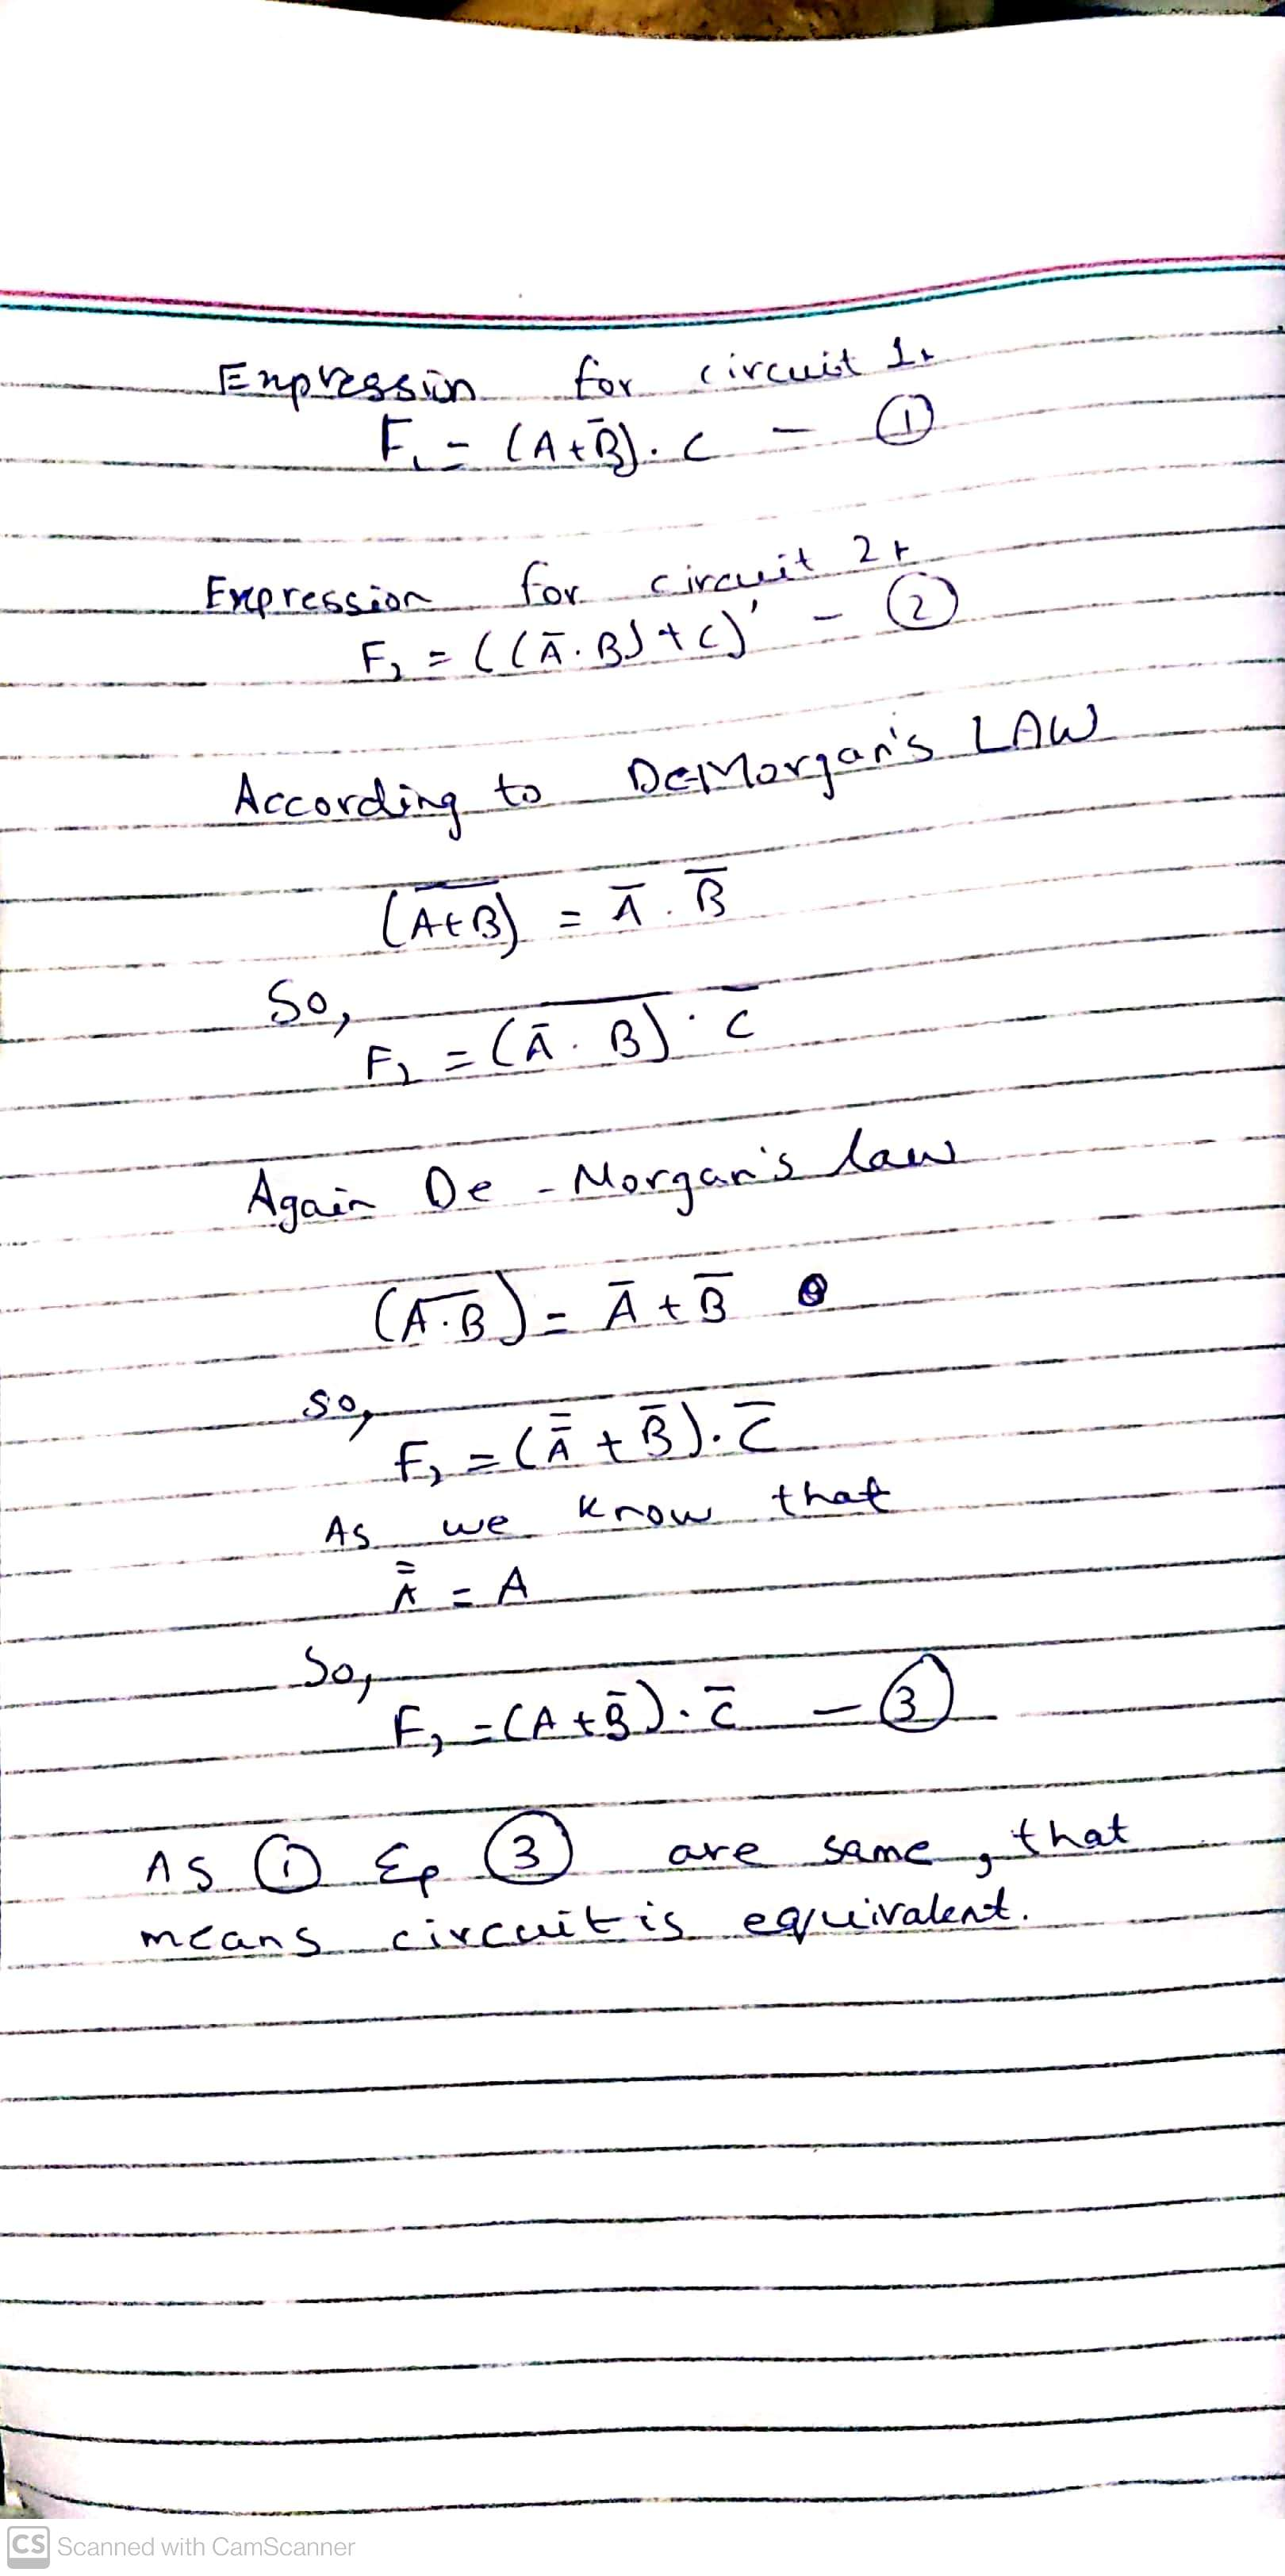 Expression for circuit 1:
F₁ = (A+B̅).C - ①
Expression for circuit 2:
F₂ = ((A̅.B)+C)' - ②
According to DeMorgan's LAW
(A̅+̅B̅) = A̅.B̅
So,
F₂ = (A̅.B)̅.C̅
Again De-Morgan's law
(A̅.̅B̅) = A̅+B̅
so,
F₂ = (A̿+B̅).C̅
As we know that
A̿ = A
So,
F₂ = (A+B̅).C̅ - ③
AS ① & ③ are same, that
means circuit is equivalent.
CS Scanned with CamScanner